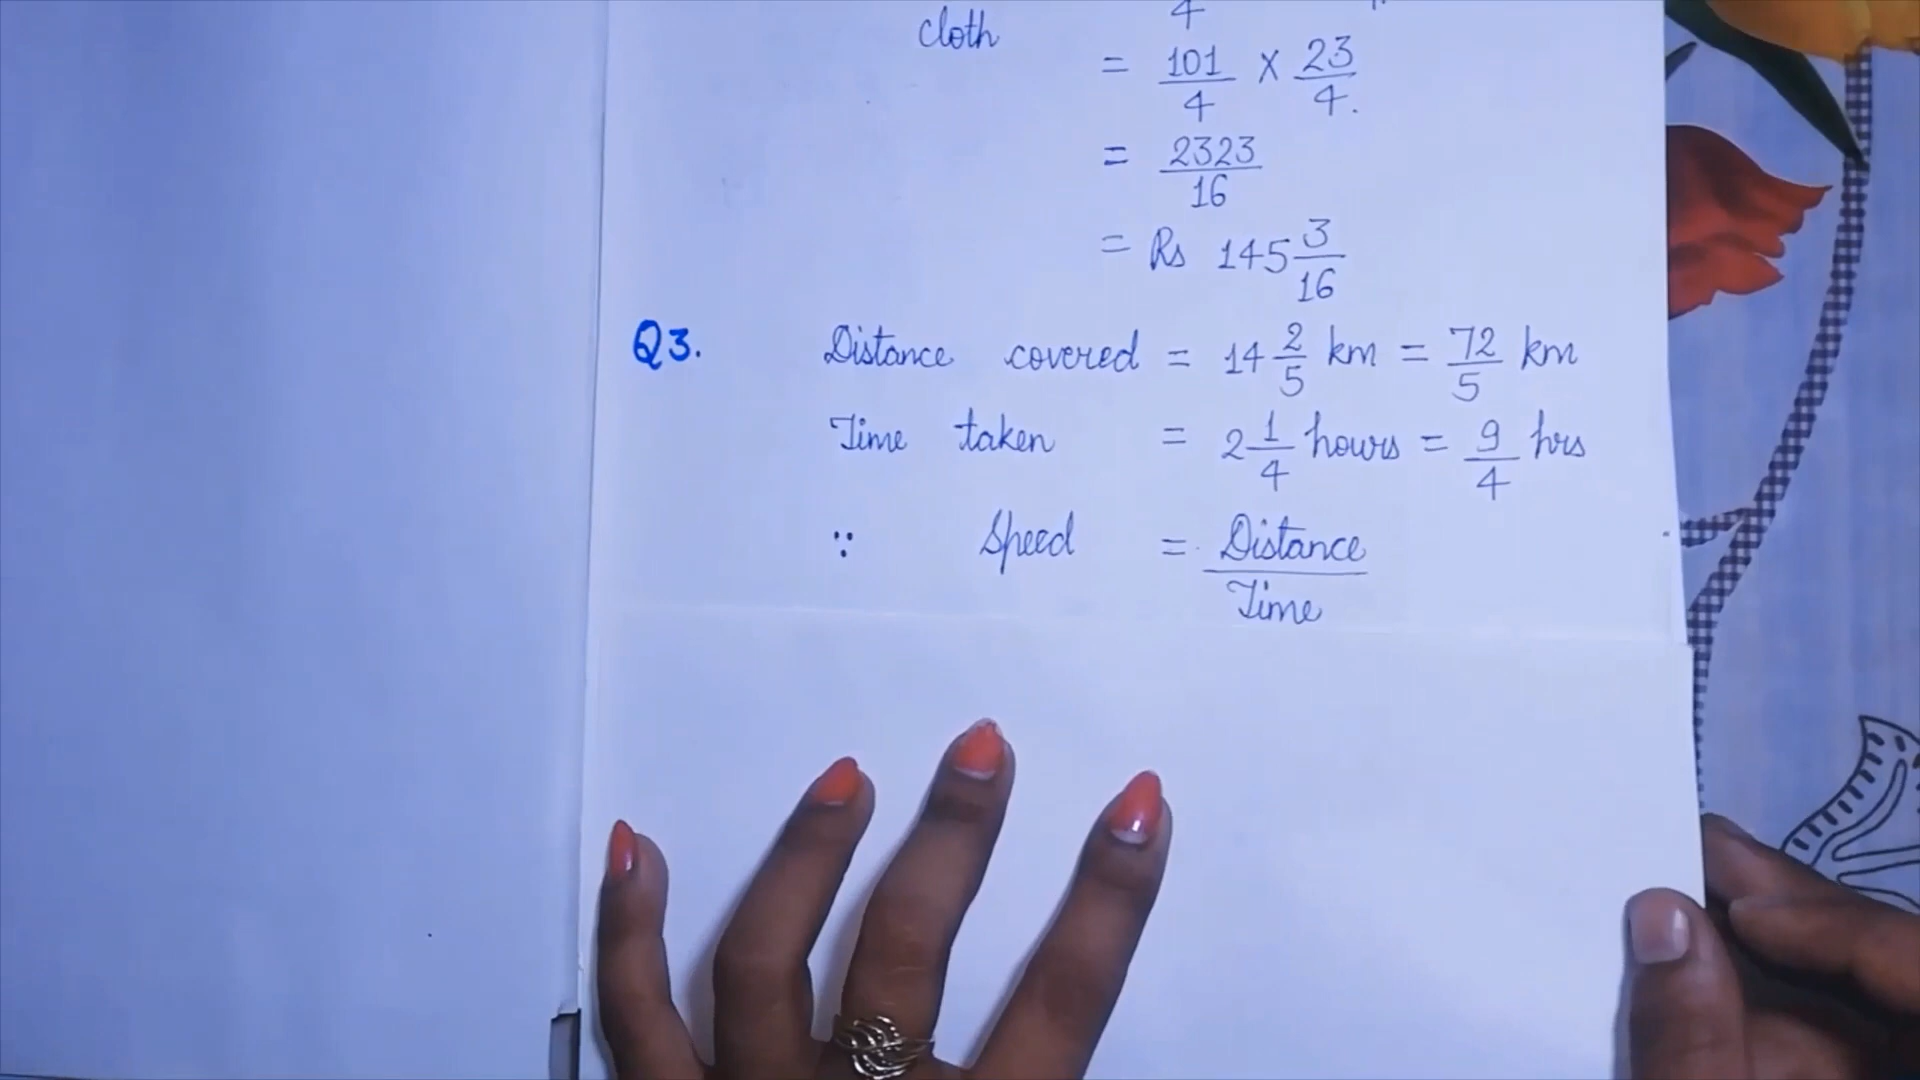 4
cloth
= 101/4 × 23/4.
= 2323/16
= Rs 145 3/16
Q3. Distance covered = 14 2/5 km = 72/5 km
Time taken = 2 1/4 hours = 9/4 hrs
∵ Speed = Distance/Time